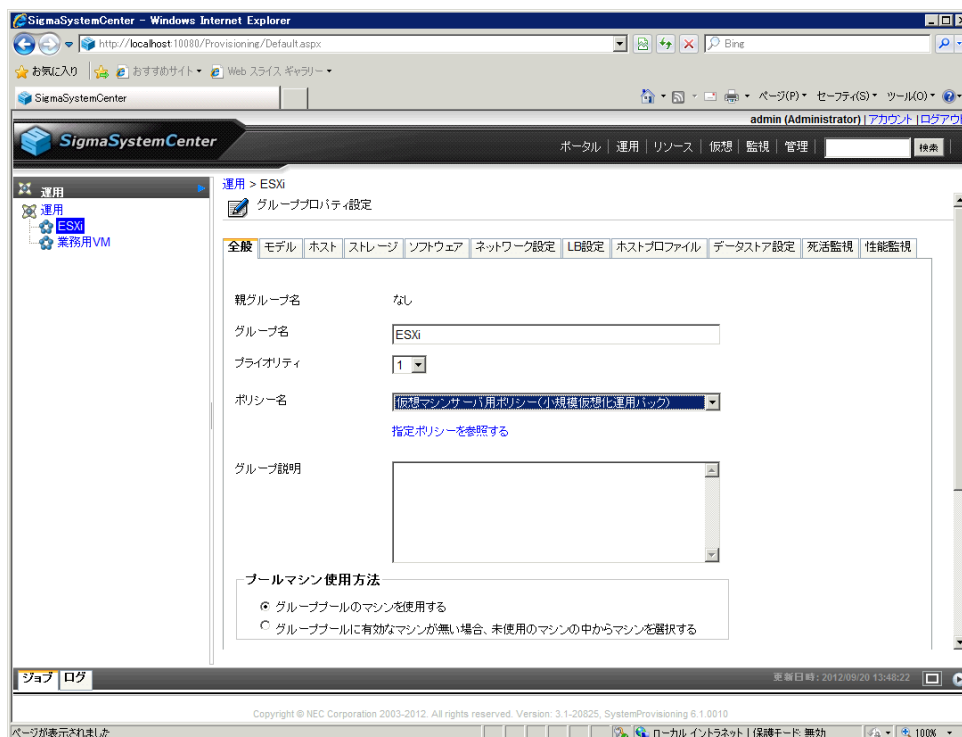 SigmaSystemCenter - Windows Internet Explorer
http://localhost:10080/Provisioning/Default.aspx
Bing
お気に入り おすすめサイト Web スライス ギャラリー
SigmaSystemCenter ページ(P) セーフティ(S) ツール(O)
admin (Administrator) | アカウント | ログアウト
SigmaSystemCenter
ポータル | 運用 | リソース | 仮想 | 監視 | 管理 | 検索
運用
運用
ESXi
業務用VM
運用 > ESXi
グループプロパティ設定
全般 モデル ホスト ストレージ ソフトウェア ネットワーク設定 LB設定 ホストプロファイル データストア設定 死活監視 性能監視
親グループ名 なし
グループ名 ESXi
プライオリティ 1
ポリシー名 仮想マシンサーバ用ポリシー(小規模仮想化運用パック)
指定ポリシーを参照する
グループ説明
プールマシン使用方法
グループプールのマシンを使用する
グループプールに有効なマシンが無い場合、未使用のマシンの中からマシンを選択する
ジョブ ログ 更新日時 : 2012/09/20 13:48:22
Copyright © NEC Corporation 2003-2012. All rights reserved. Version: 3.1-20825, SystemProvisioning 6.1.0010
ページが表示されました ローカル イントラネット | 保護モード: 無効 100%